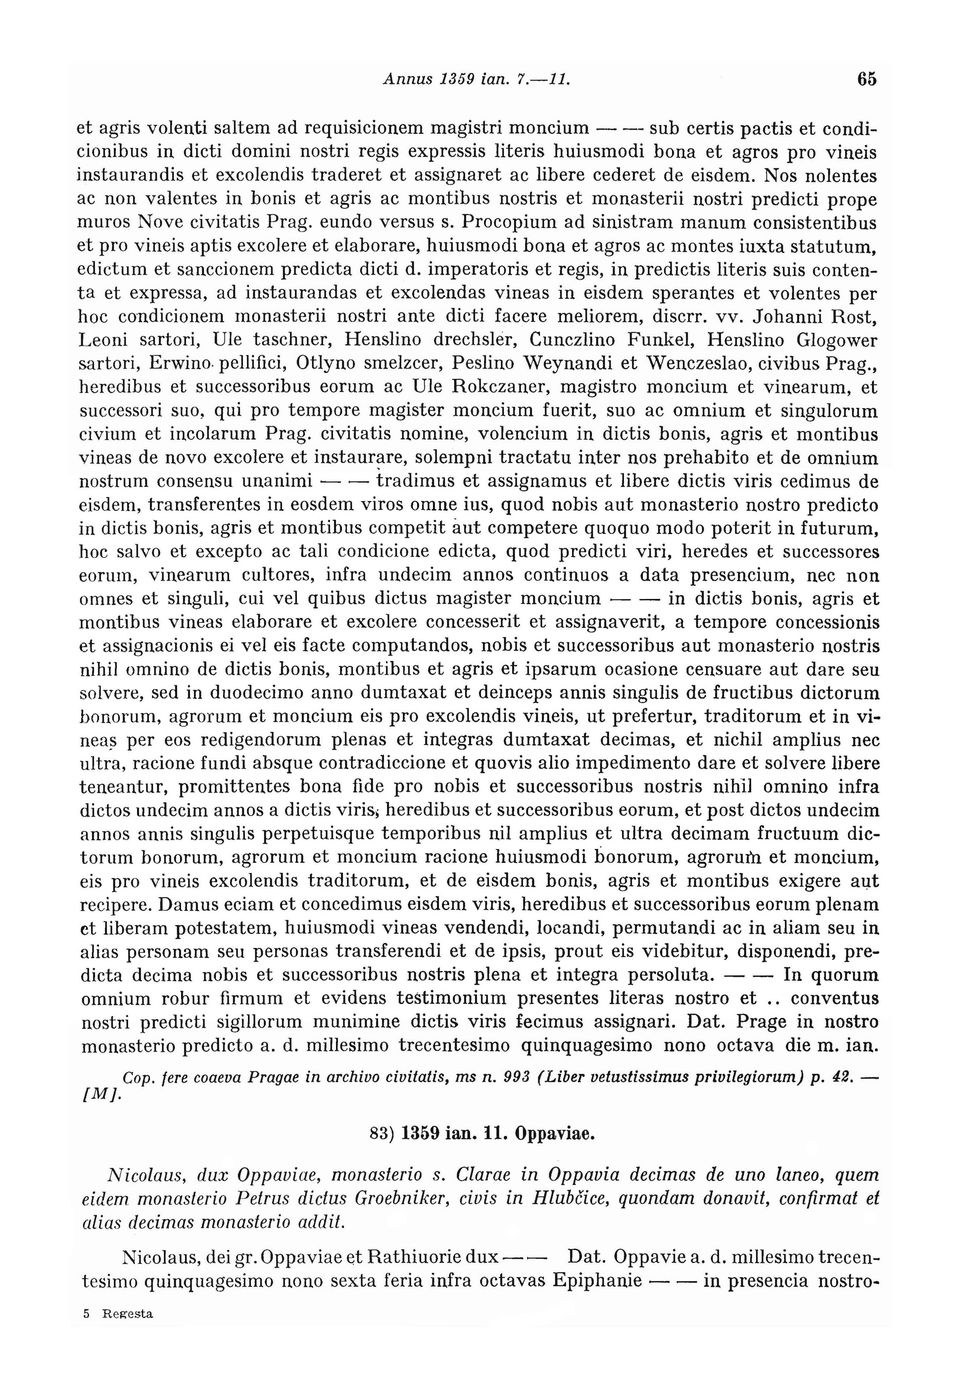 Annus 1359 ian. 7.—11. 65
et agris volenti saltem ad requisicionem magistri moncium — — sub certis pactis et condi-
cionibus in dicti domini nostri regis expressis literis huiusmodi bona et agros pro vineis
instaurandis et excolendis traderet et assignaret ac libere cederet de eisdem. Nos nolentes
ac non valentes in bonis et agris ac montibus nostris et monasterii nostri predicti prope
muros Nove civitatis Prag. eundo versus s. Procopium ad sinistram manum consistentibus
et pro vineis aptis excolere et elaborare, huiusmodi bona et agros ac montes iuxta statutum,
edictum et sanccionem predicta dicti d. imperatoris et regis, in predictis literis suis conten-
ta et expressa, ad instaurandas et excolendas vineas in eisdem sperantes et volentes per
hoc condicionem monasterii nostri ante dicti facere meliorem, discrr. vv. Johanni Rost,
Leoni sartori, Ule taschner, Henslino drechsler, Cunczlino Funkel, Henslino Glogower
sartori, Erwino pellifici, Otlyno smelzcer, Peslino Weynandi et Wenczeslao, civibus Prag.,
heredibus et successoribus eorum ac Ule Rokczaner, magistro moncium et vinearum, et
successori suo, qui pro tempore magister moncium fuerit, suo ac omnium et singulorum
civium et incolarum Prag. civitatis nomine, volencium in dictis bonis, agris et montibus
vineas de novo excolere et instaurare, solempni tractatu inter nos prehabito et de omnium
nostrum consensu unanimi — — tradimus et assignamus et libere dictis viris cedimus de
eisdem, transferentes in eosdem viros omne ius, quod nobis aut monasterio nostro predicto
in dictis bonis, agris et montibus competit aut competere quoquo modo poterit in futurum,
hoc salvo et excepto ac tali condicione edicta, quod predicti viri, heredes et successores
eorum, vinearum cultores, infra undecim annos continuos a data presencium, nec non
omnes et singuli, cui vel quibus dictus magister moncium — — in dictis bonis, agris et
montibus vineas elaborare et excolere concesserit et assignaverit, a tempore concessionis
et assignacionis ei vel eis facte computandos, nobis et successoribus aut monasterio nostris
nihil omnino de dictis bonis, montibus et agris et ipsarum ocasione censuare aut dare seu
solvere, sed in duodecimo anno dumtaxat et deinceps annis singulis de fructibus dictorum
bonorum, agrorum et moncium eis pro excolendis vineis, ut prefertur, traditorum et in vi-
neas per eos redigendorum plenas et integras dumtaxat decimas, et nichil amplius nec
ultra, racione fundi absque contradiccione et quovis alio impedimento dare et solvere libere
teneantur, promittentes bona fide pro nobis et successoribus nostris nihil omnino infra
dictos undecim annos a dictis viris, heredibus et successoribus eorum, et post dictos undecim
annos annis singulis perpetuisque temporibus nil amplius et ultra decimam fructuum dic-
torum bonorum, agrorum et moncium racione huiusmodi bonorum, agrorum et moncium,
eis pro vineis excolendis traditorum, et de eisdem bonis, agris et montibus exigere aut
recipere. Damus eciam et concedimus eisdem viris, heredibus et successoribus eorum plenam
et liberam potestatem, huiusmodi vineas vendendi, locandi, permutandi ac in aliam seu in
alias personam seu personas transferendi et de ipsis, prout eis videbitur, disponendi, pre-
dicta decima nobis et successoribus nostris plena et integra persoluta. — — In quorum
omnium robur firmum et evidens testimonium presentes literas nostro et .. conventus
nostri predicti sigillorum munimine dictis viris fecimus assignari. Dat. Prage in nostro
monasterio predicto a. d. millesimo trecentesimo quinquagesimo nono octava die m. ian.
Cop. fere coaeva Pragae in archivo civitatis, ms n. 993 (Liber vetustissimus privilegiorum) p. 42. —
[M].
83) 1359 ian. 11. Oppaviae.
Nicolaus, dux Oppaviae, monasterio s. Clarae in Oppavia decimas de uno laneo, quem
eidem monasterio Petrus dictus Groebniker, civis in Hlubčice, quondam donavit, confirmat et
alias decimas monasterio addit.
Nicolaus, dei gr. Oppaviae et Rathiuorie dux — — Dat. Oppavie a. d. millesimo trecen-
tesimo quinquagesimo nono sexta feria infra octavas Epiphanie — — in presencia nostro-
5 Regesta